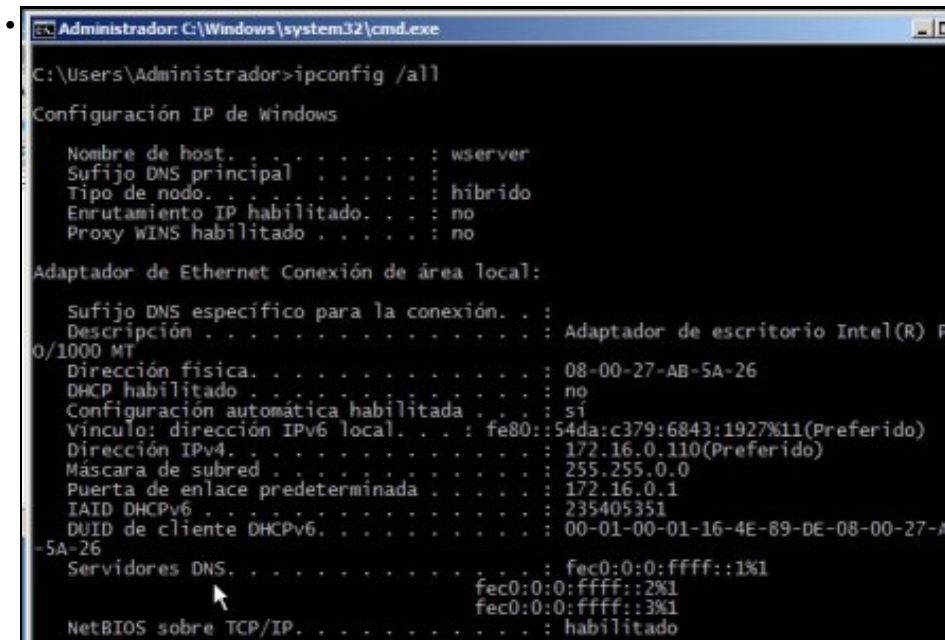 Administrador: C:\Windows\system32\cmd.exe
C:\Users\Administrador>ipconfig /all
Configuración IP de Windows
Nombre de host. . . . . . . . . : wserver
Sufijo DNS principal . . . . . :
Tipo de nodo. . . . . . . . . . : híbrido
Enrutamiento IP habilitado. . . : no
Proxy WINS habilitado . . . . . : no
Adaptador de Ethernet Conexión de área local:
Sufijo DNS específico para la conexión. . :
Descripción . . . . . . . . . . . . . . . : Adaptador de escritorio Intel(R) P
0/1000 MT
Dirección física. . . . . . . . . . . . . : 08-00-27-AB-5A-26
DHCP habilitado . . . . . . . . . . . . . : no
Configuración automática habilitada . . . : sí
Vínculo: dirección IPv6 local. . . : fe80::54da:c379:6843:1927%11(Preferido)
Dirección IPv4. . . . . . . . . . . . . . : 172.16.0.110(Preferido)
Máscara de subred . . . . . . . . . . . . : 255.255.0.0
Puerta de enlace predeterminada . . . . . : 172.16.0.1
IAID DHCPv6 . . . . . . . . . . . . . . . : 235405351
DUID de cliente DHCPv6. . . . . . . . . . : 00-01-00-01-16-4E-89-DE-08-00-27-A
-5A-26
Servidores DNS. . . . . . . . . . . . . . : fec0:0:0:ffff::1%1
fec0:0:0:ffff::2%1
fec0:0:0:ffff::3%1
NetBIOS sobre TCP/IP. . . . . . . . . . . : habilitado